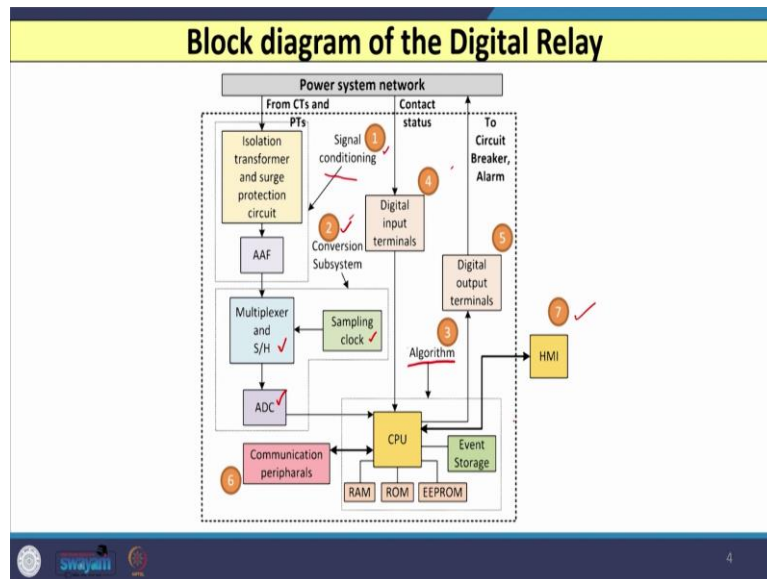 Block diagram of the Digital Relay
Power system network
From CTs and
PTs
Contact
status
To
Circuit
Breaker,
Alarm
Isolation
transformer
and surge
protection
circuit
Signal
conditioning
1
AAF
2
Conversion
Subsystem
4
Digital
input
terminals
5
Digital
output
terminals
Multiplexer
and
S/H
Sampling
clock
3
Algorithm
7
HMI
ADC
CPU
Event
Storage
Communication
peripharals
6
RAM
ROM
EEPROM
swayam
4